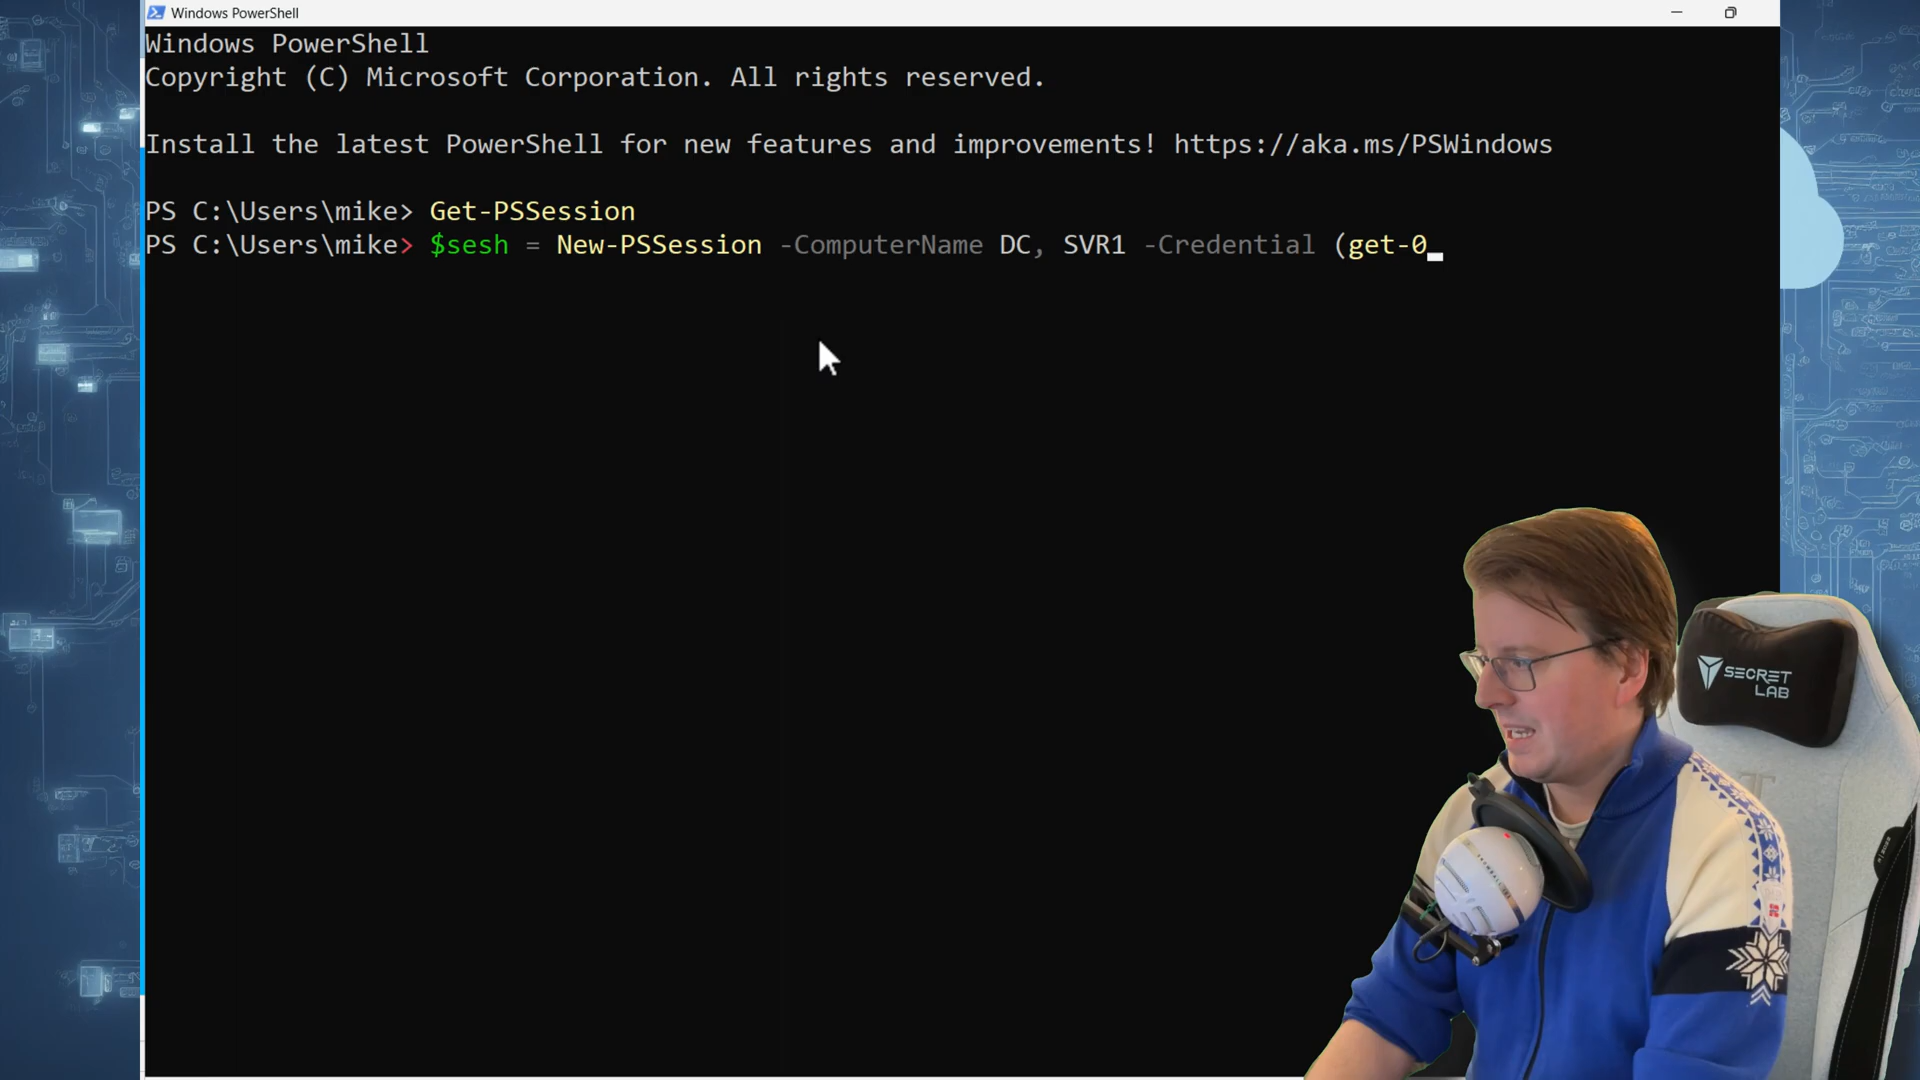 Windows PowerShell
Windows PowerShell
Copyright (C) Microsoft Corporation. All rights reserved.
Install the latest PowerShell for new features and improvements! https://aka.ms/PSWindows
PS C:\Users\mike> Get-PSSession
PS C:\Users\mike> $sesh = New-PSSession -ComputerName DC, SVR1 -Credential (get-0
SECRET
LAB